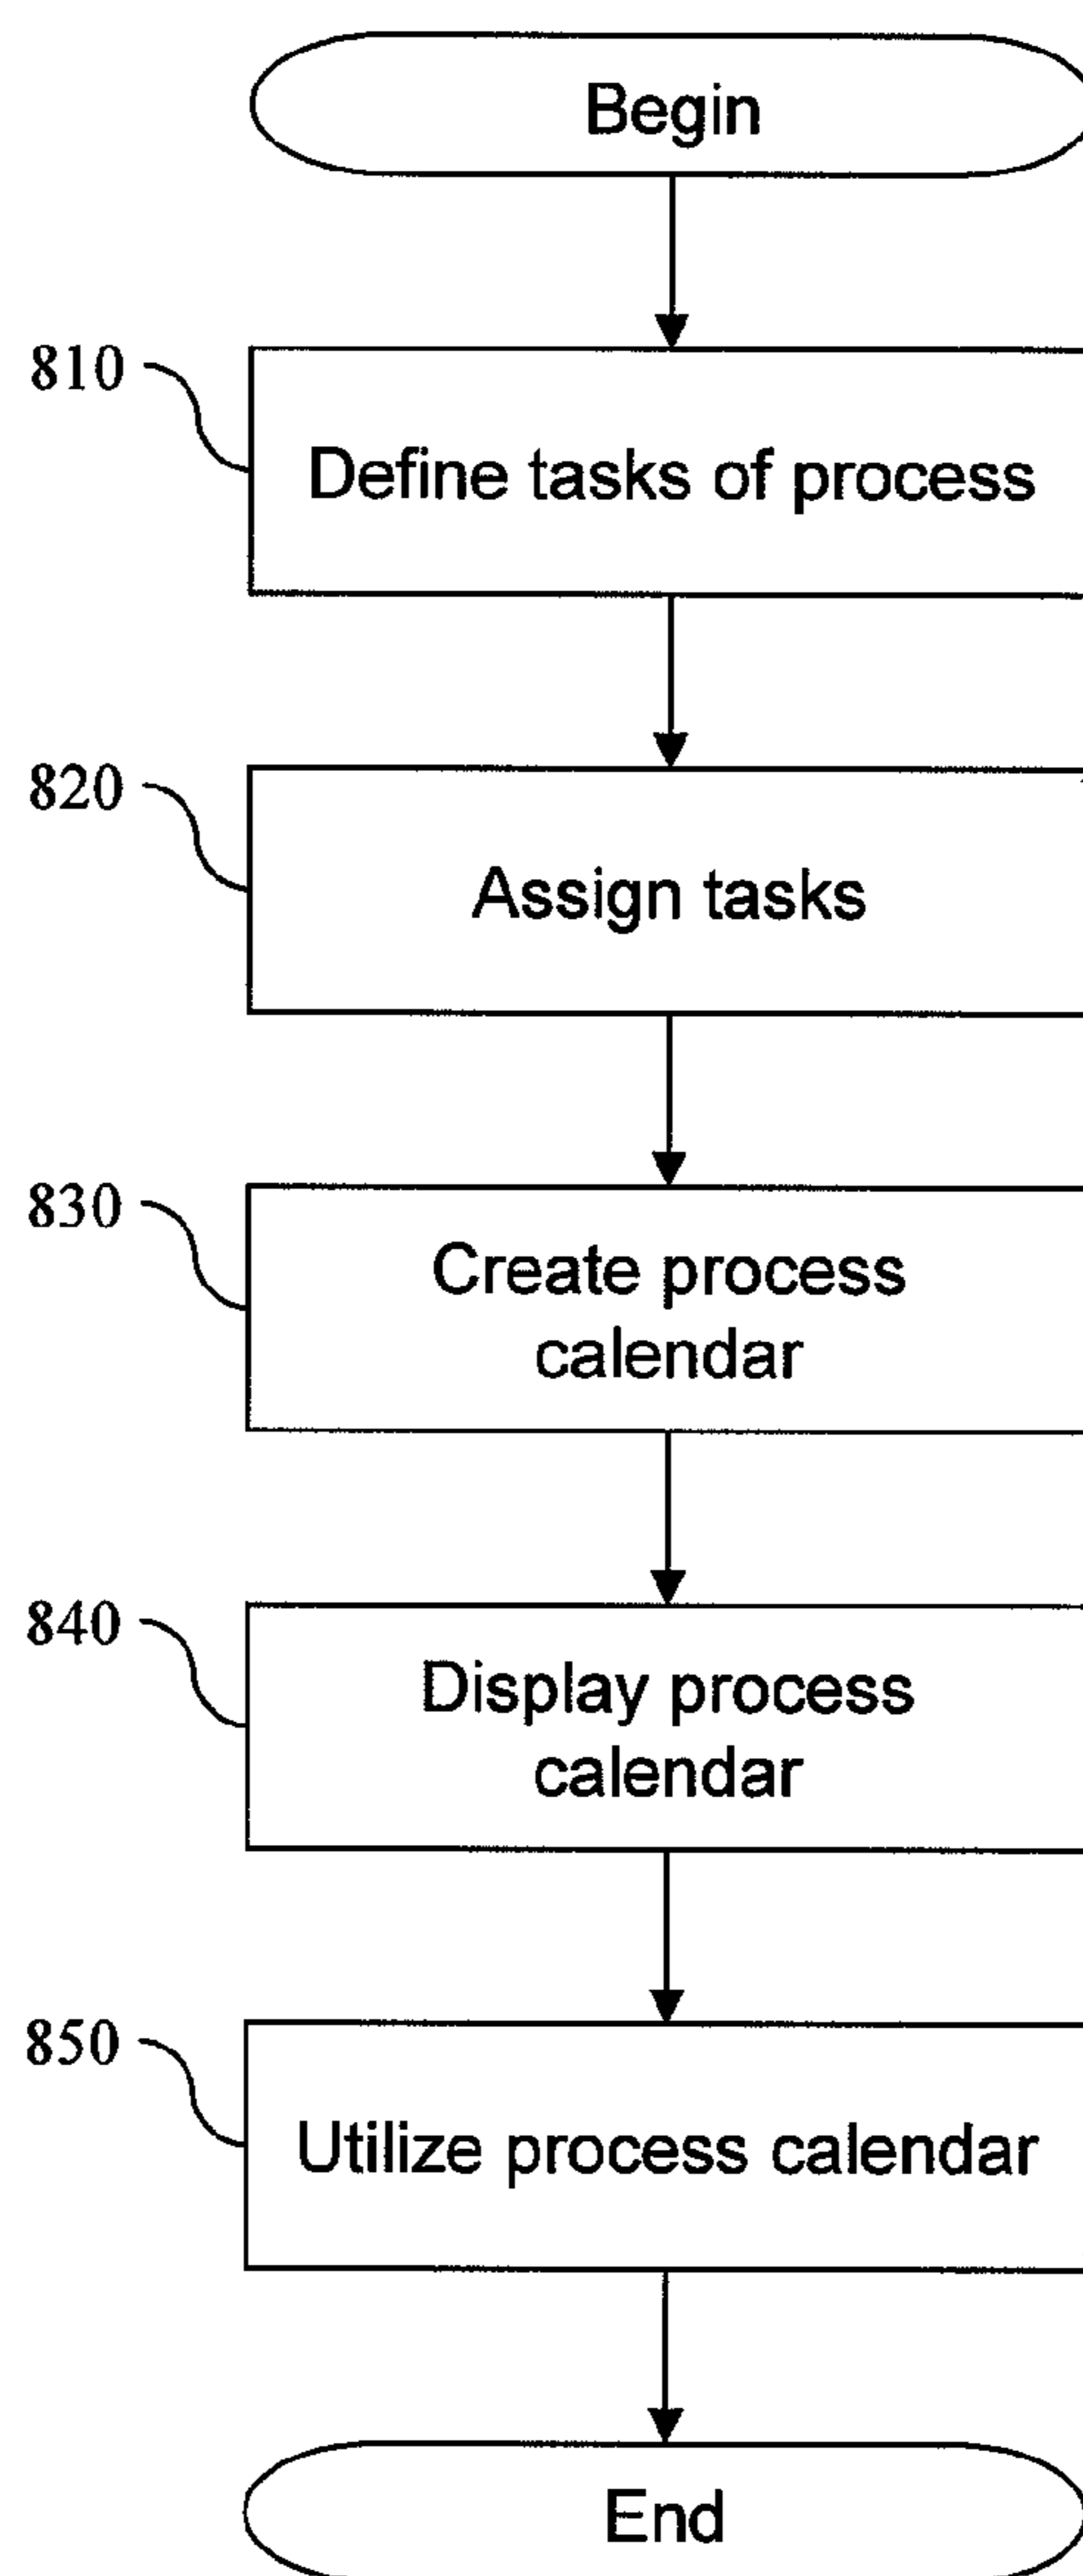 Begin
810
Define tasks of process
820
Assign tasks
830
Create process
calendar
840
Display process
calendar
850
Utilize process calendar
End